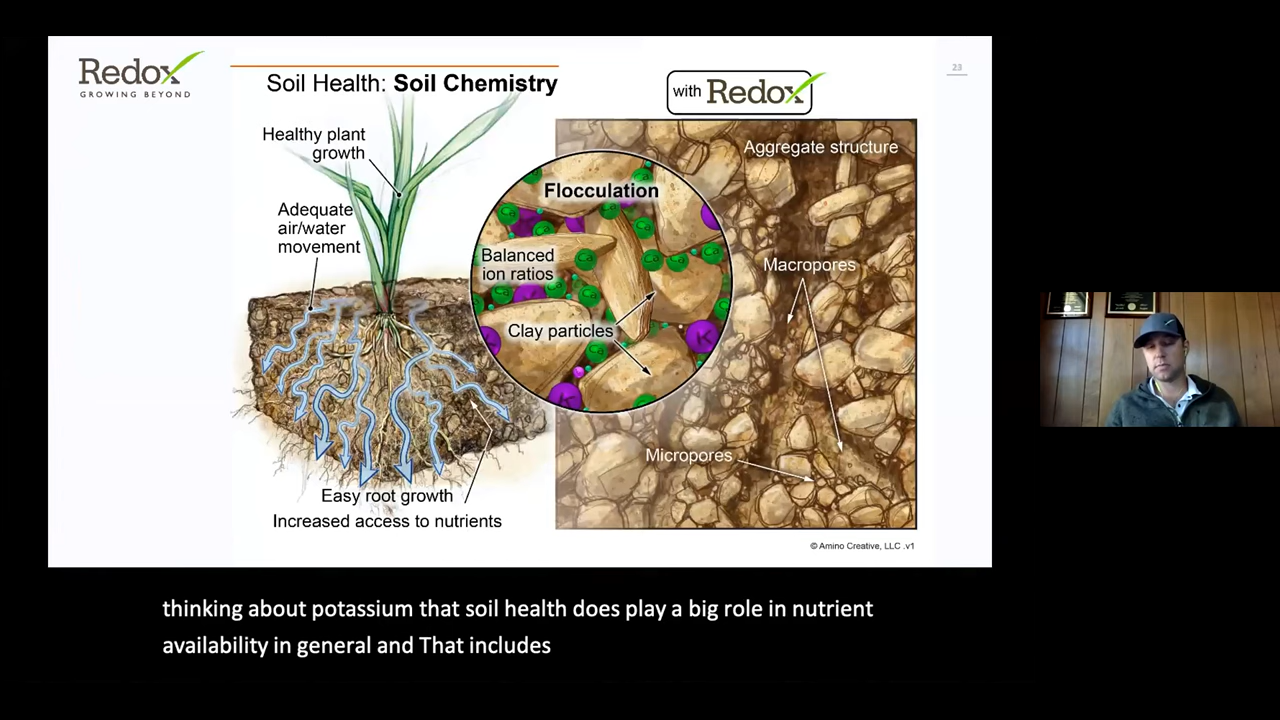 Redox
GROWING BEYOND
Soil Health: Soil Chemistry
with Redox
23
Healthy plant
growth
Adequate
air/water
movement
Easy root growth
Increased access to nutrients
Flocculation
Balanced
ion ratios
Clay particles
Ca
K
K
Aggregate structure
Macropores
Micropores
© Amino Creative, LLC .v1
thinking about potassium that soil health does play a big role in nutrient
availability in general and That includes